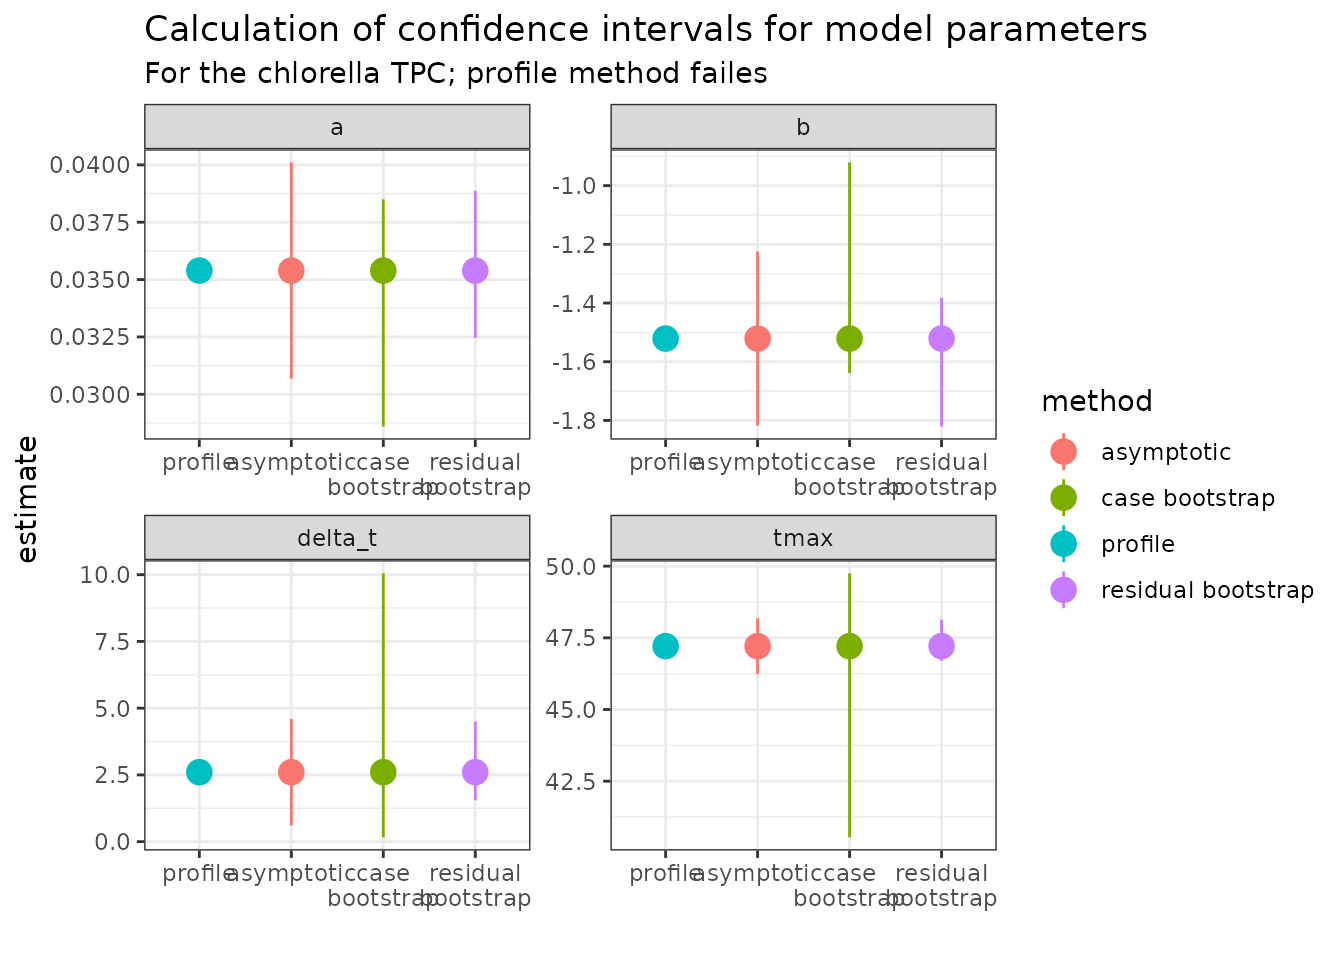 Calculation of confidence intervals for model parameters
For the chlorella TPC; profile method failes
a
b
0.0400
0.0375
0.0350
0.0325
0.0300
-1.0
-1.2
-1.4
-1.6
-1.8
profile asymptotic case bootstrap residual bootstrap
profile asymptotic case bootstrap residual bootstrap
delta_t
tmax
10.0
7.5
5.0
2.5
0.0
50.0
47.5
45.0
42.5
profile asymptotic case bootstrap residual bootstrap
profile asymptotic case bootstrap residual bootstrap
estimate
method
asymptotic
case bootstrap
profile
residual bootstrap